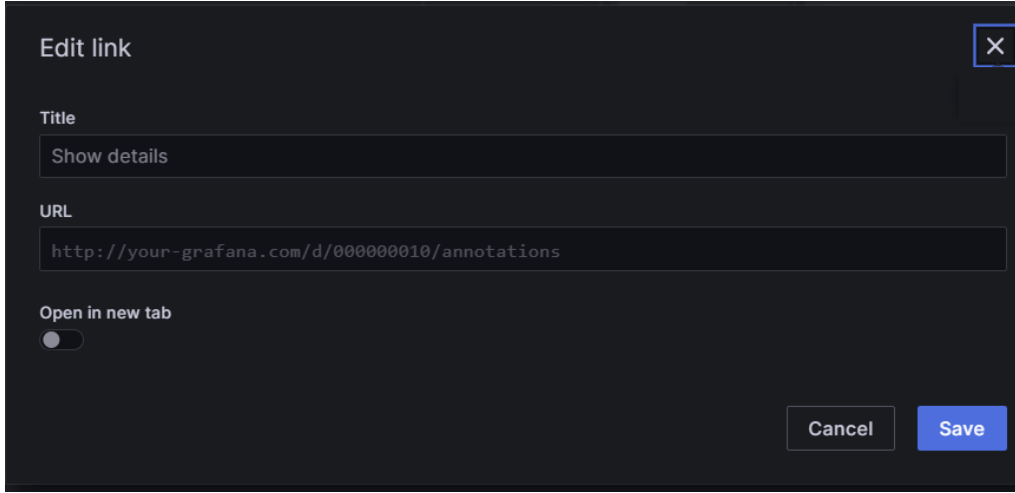 Edit link
Title
Show details
URL
http://your-grafana.com/d/000000010/annotations
Open in new tab
Cancel
Save